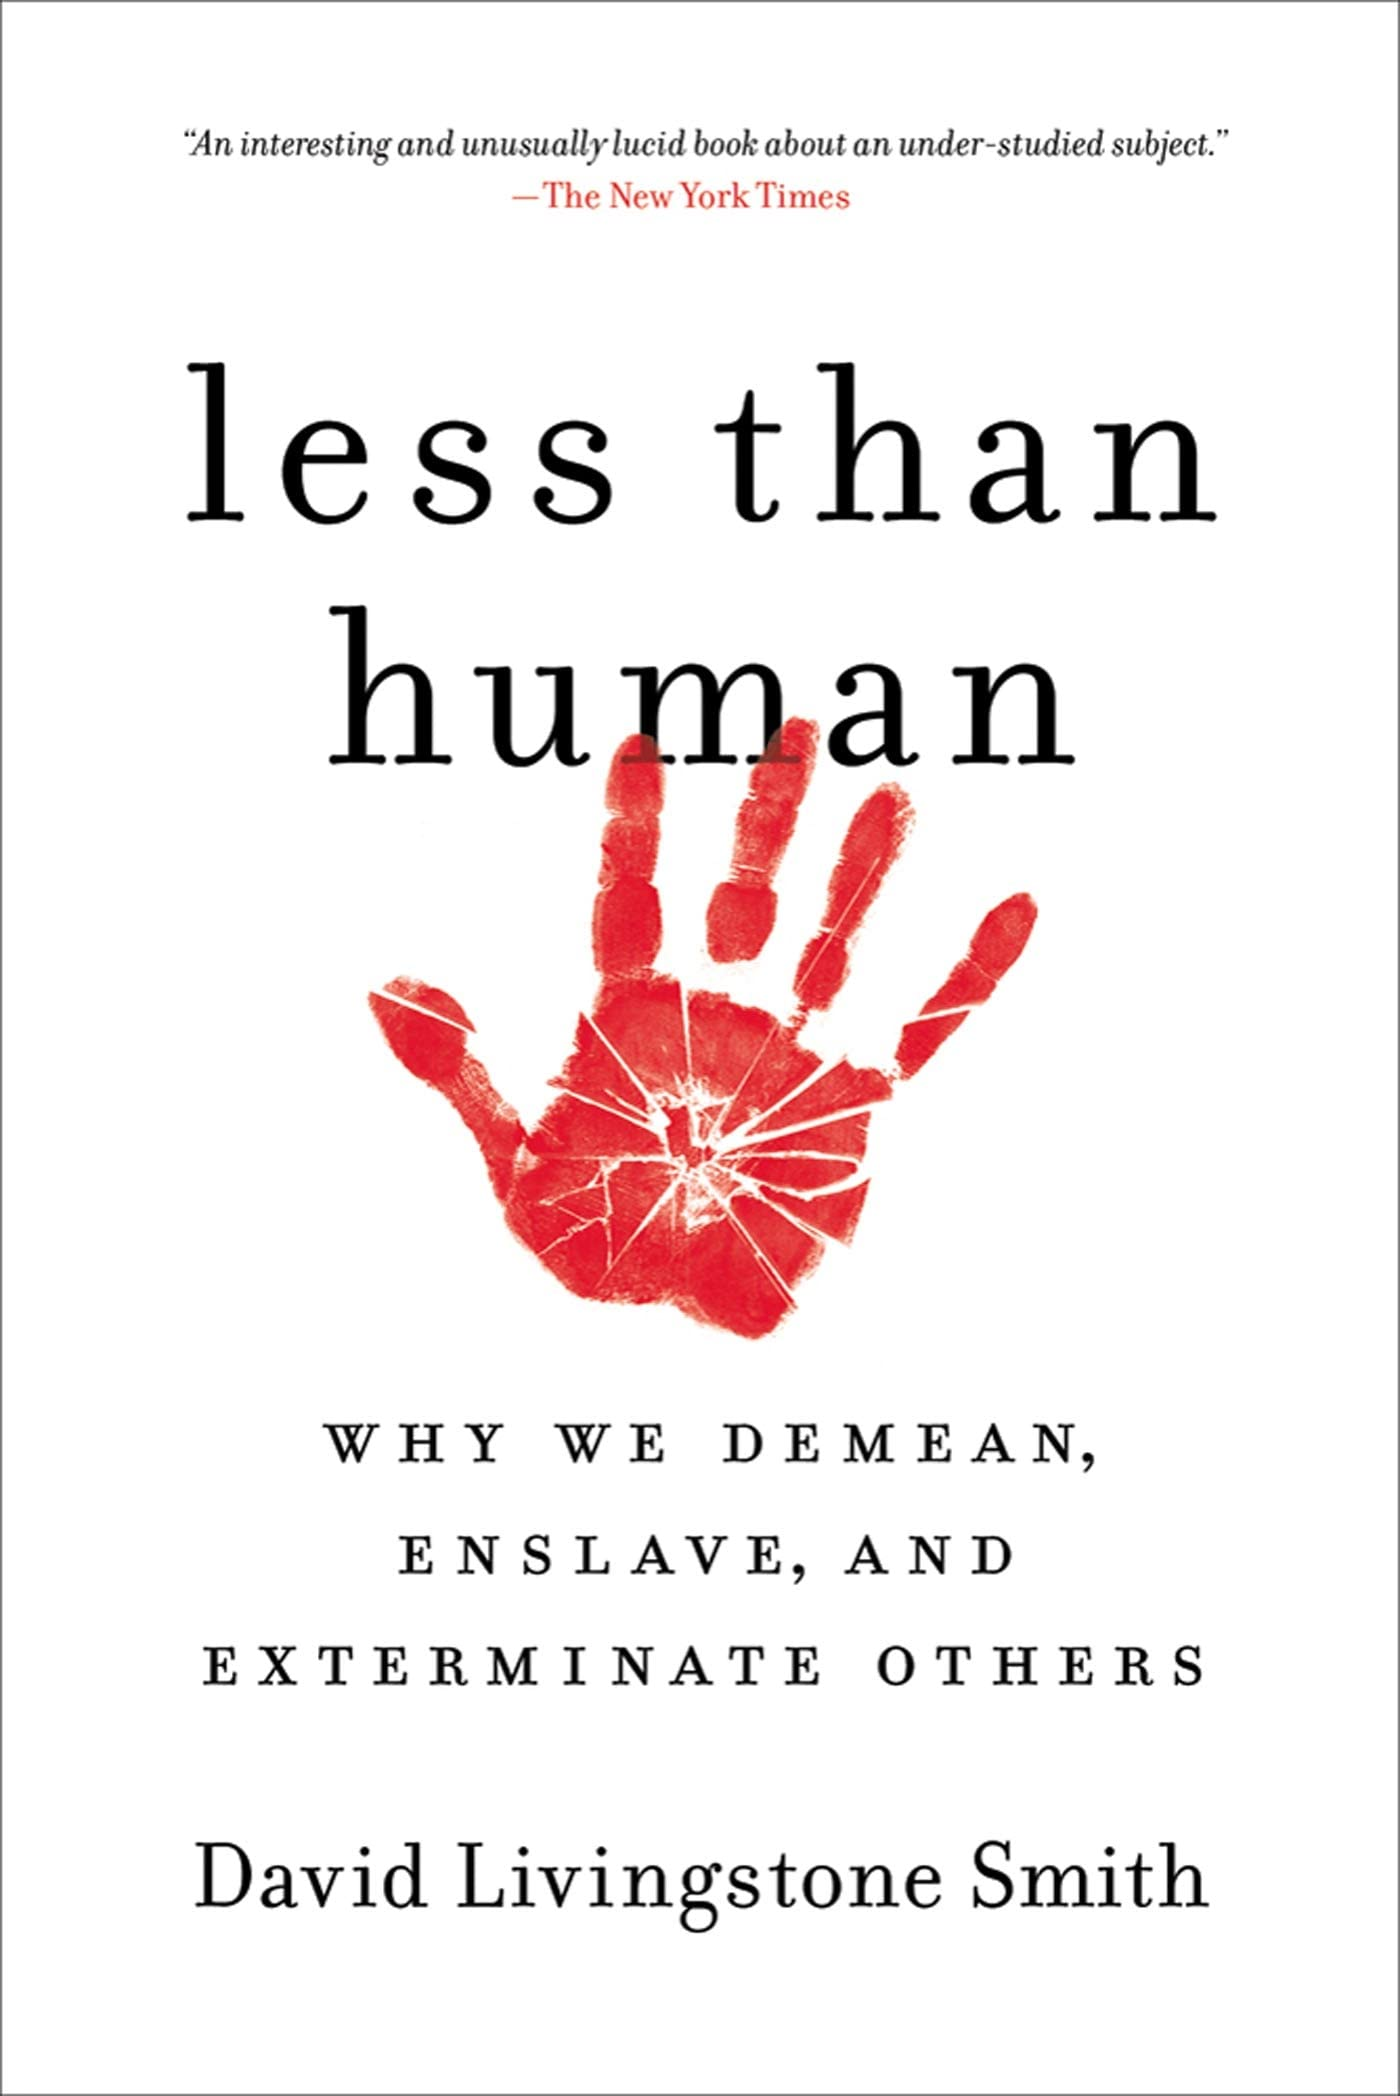 “An interesting and unusually lucid book about an under-studied subject.”
—The New York Times
less than
human
WHY WE DEMEAN,
ENSLAVE, AND
EXTERMINATE OTHERS
David Livingstone Smith